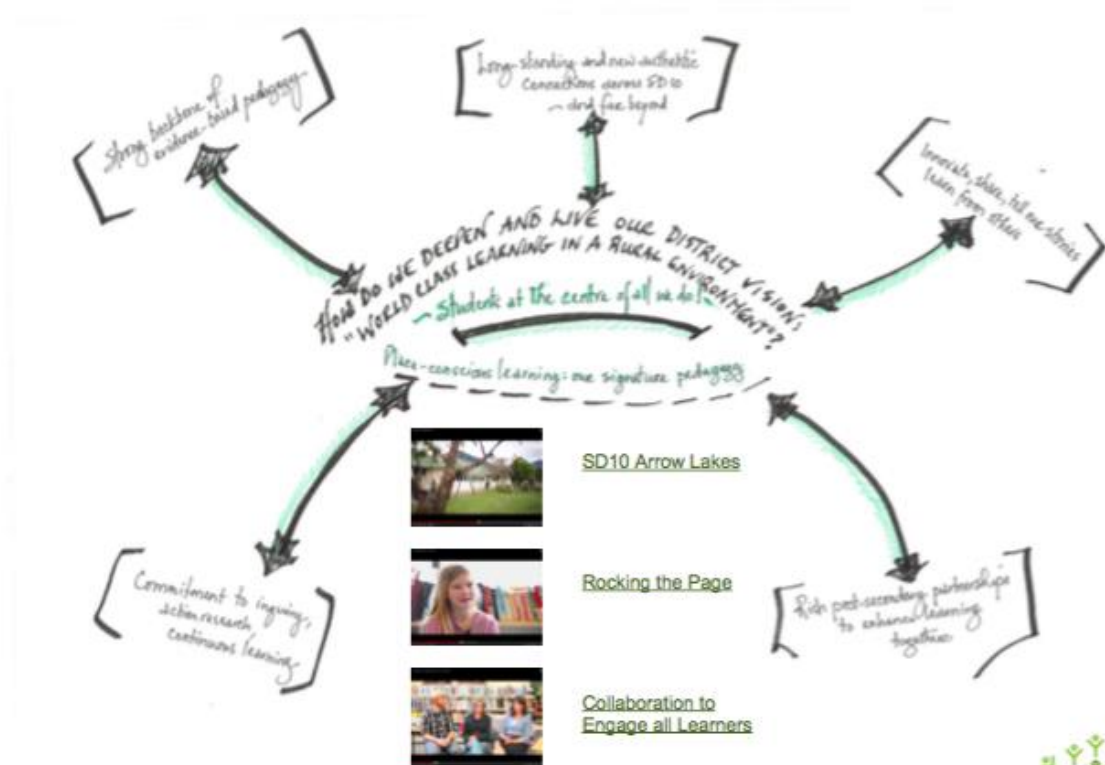 Strong backbone of
evidence-based pedagogy
Long-standing and new authentic
connections across SD10
~ and far beyond
Innovate, share, tell our stories
learn from others
HOW DO WE DEEPEN AND LIVE OUR DISTRICT VISION:
"WORLD CLASS LEARNING IN A RURAL ENVIRONMENT"?
~ Students at the centre of all we do! ~
Place-conscious learning: our signature pedagogy
SD10 Arrow Lakes
Rocking the Page
Collaboration to
Engage all Learners
Commitment to inquiry,
action research,
continuous learning
Rich post-secondary partnerships
to enhance learning
together